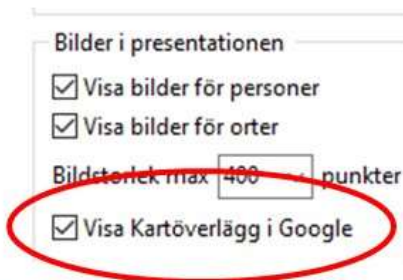 Bilder i presentationen
Visa bilder för personer
Visa bilder för orter
Bildstorlek max 400 punkter
Visa Kartöverlägg i Google